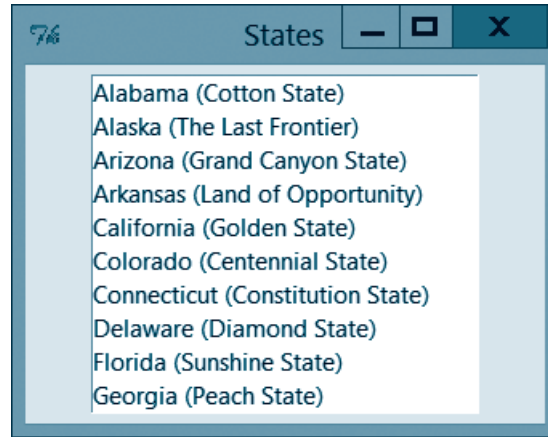 States
Alabama (Cotton State)
Alaska (The Last Frontier)
Arizona (Grand Canyon State)
Arkansas (Land of Opportunity)
California (Golden State)
Colorado (Centennial State)
Connecticut (Constitution State)
Delaware (Diamond State)
Florida (Sunshine State)
Georgia (Peach State)